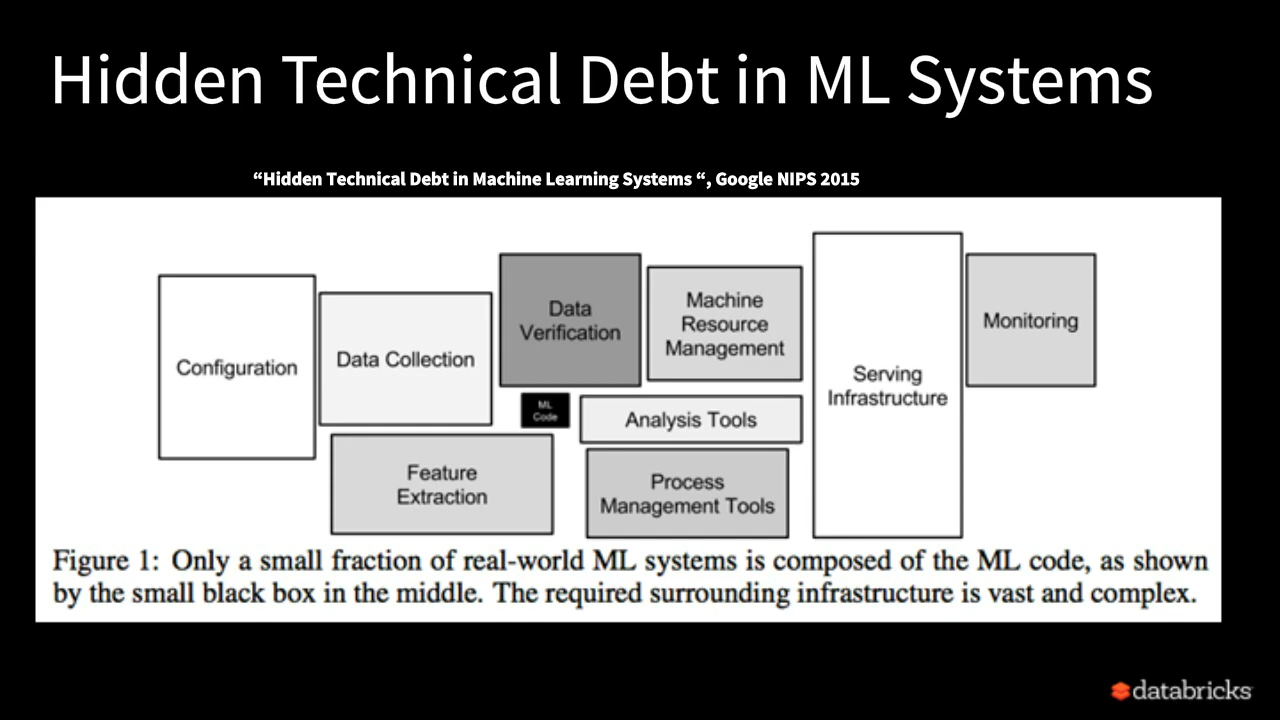 Hidden Technical Debt in ML Systems
“Hidden Technical Debt in Machine Learning Systems “, Google NIPS 2015
Configuration
Data Collection
Data
Verification
Machine
Resource
Management
Serving
Infrastructure
Monitoring
ML
Code
Analysis Tools
Feature
Extraction
Process
Management Tools
Figure 1: Only a small fraction of real-world ML systems is composed of the ML code, as shown
by the small black box in the middle. The required surrounding infrastructure is vast and complex.
databricks